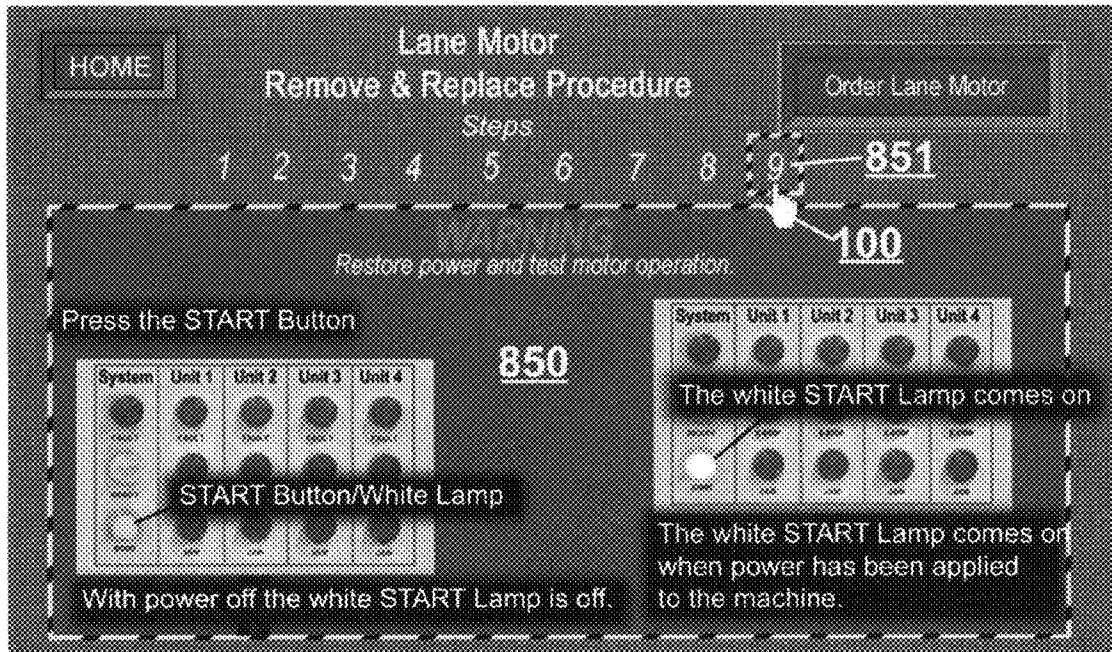 HOME
Lane Motor
Remove & Replace Procedure
Order Lane Motor
Steps
1 2 3 4 5 6 7 8 9
851
100
WARNING
Restore power and test motor operation.
Press the START Button
850
System Unit 1 Unit 2 Unit 3 Unit 4
START Button/White Lamp
With power off the white START Lamp is off.
System Unit 1 Unit 2 Unit 3 Unit 4
The white START Lamp comes on
The white START Lamp comes on
when power has been applied
to the machine.